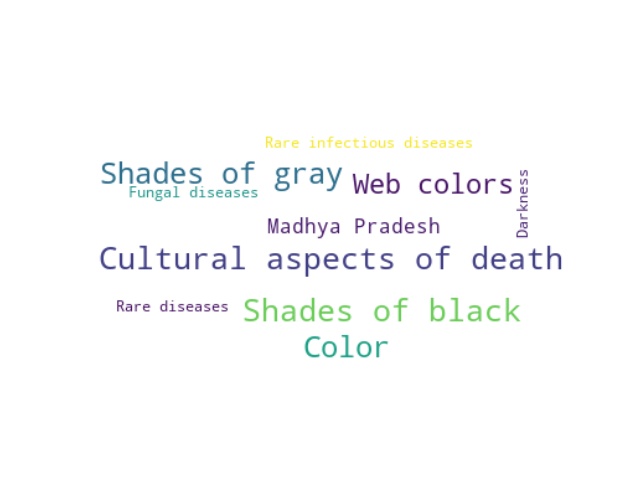 Rare infectious diseases
Shades of gray
Web colors
Darkness
Fungal diseases
Madhya Pradesh
Cultural aspects of death
Rare diseases
Shades of black
Color